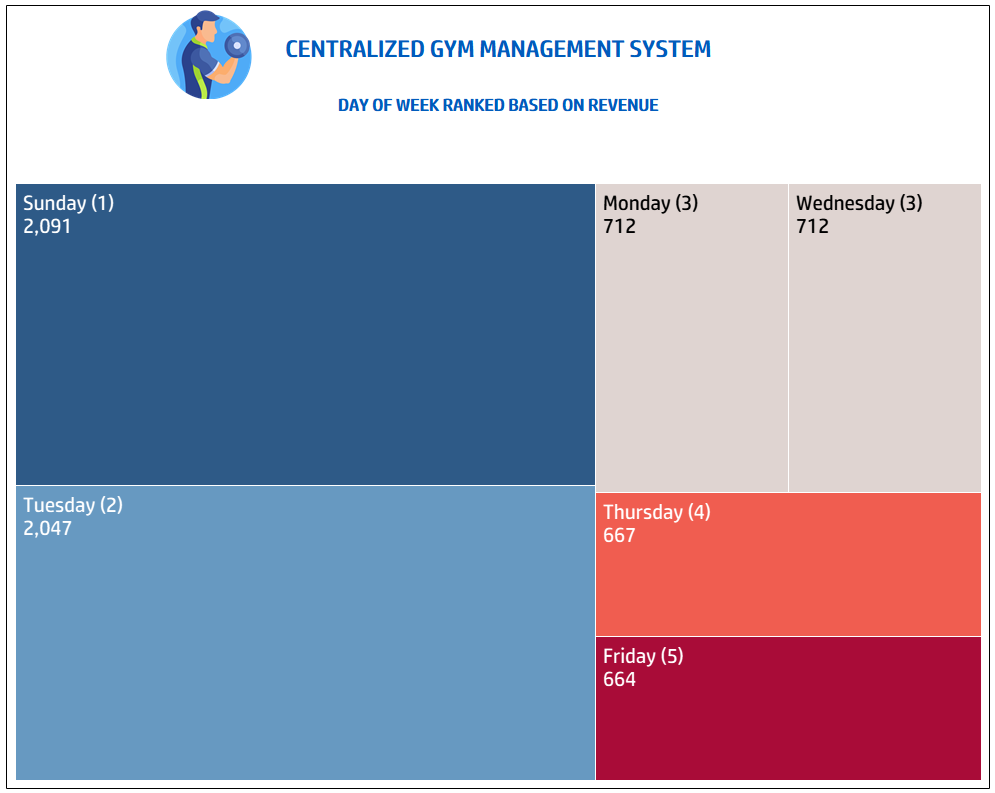 CENTRALIZED GYM MANAGEMENT SYSTEM
DAY OF WEEK RANKED BASED ON REVENUE
Sunday (1)
2,091
Monday (3)
712
Wednesday (3)
712
Tuesday (2)
2,047
Thursday (4)
667
Friday (5)
664